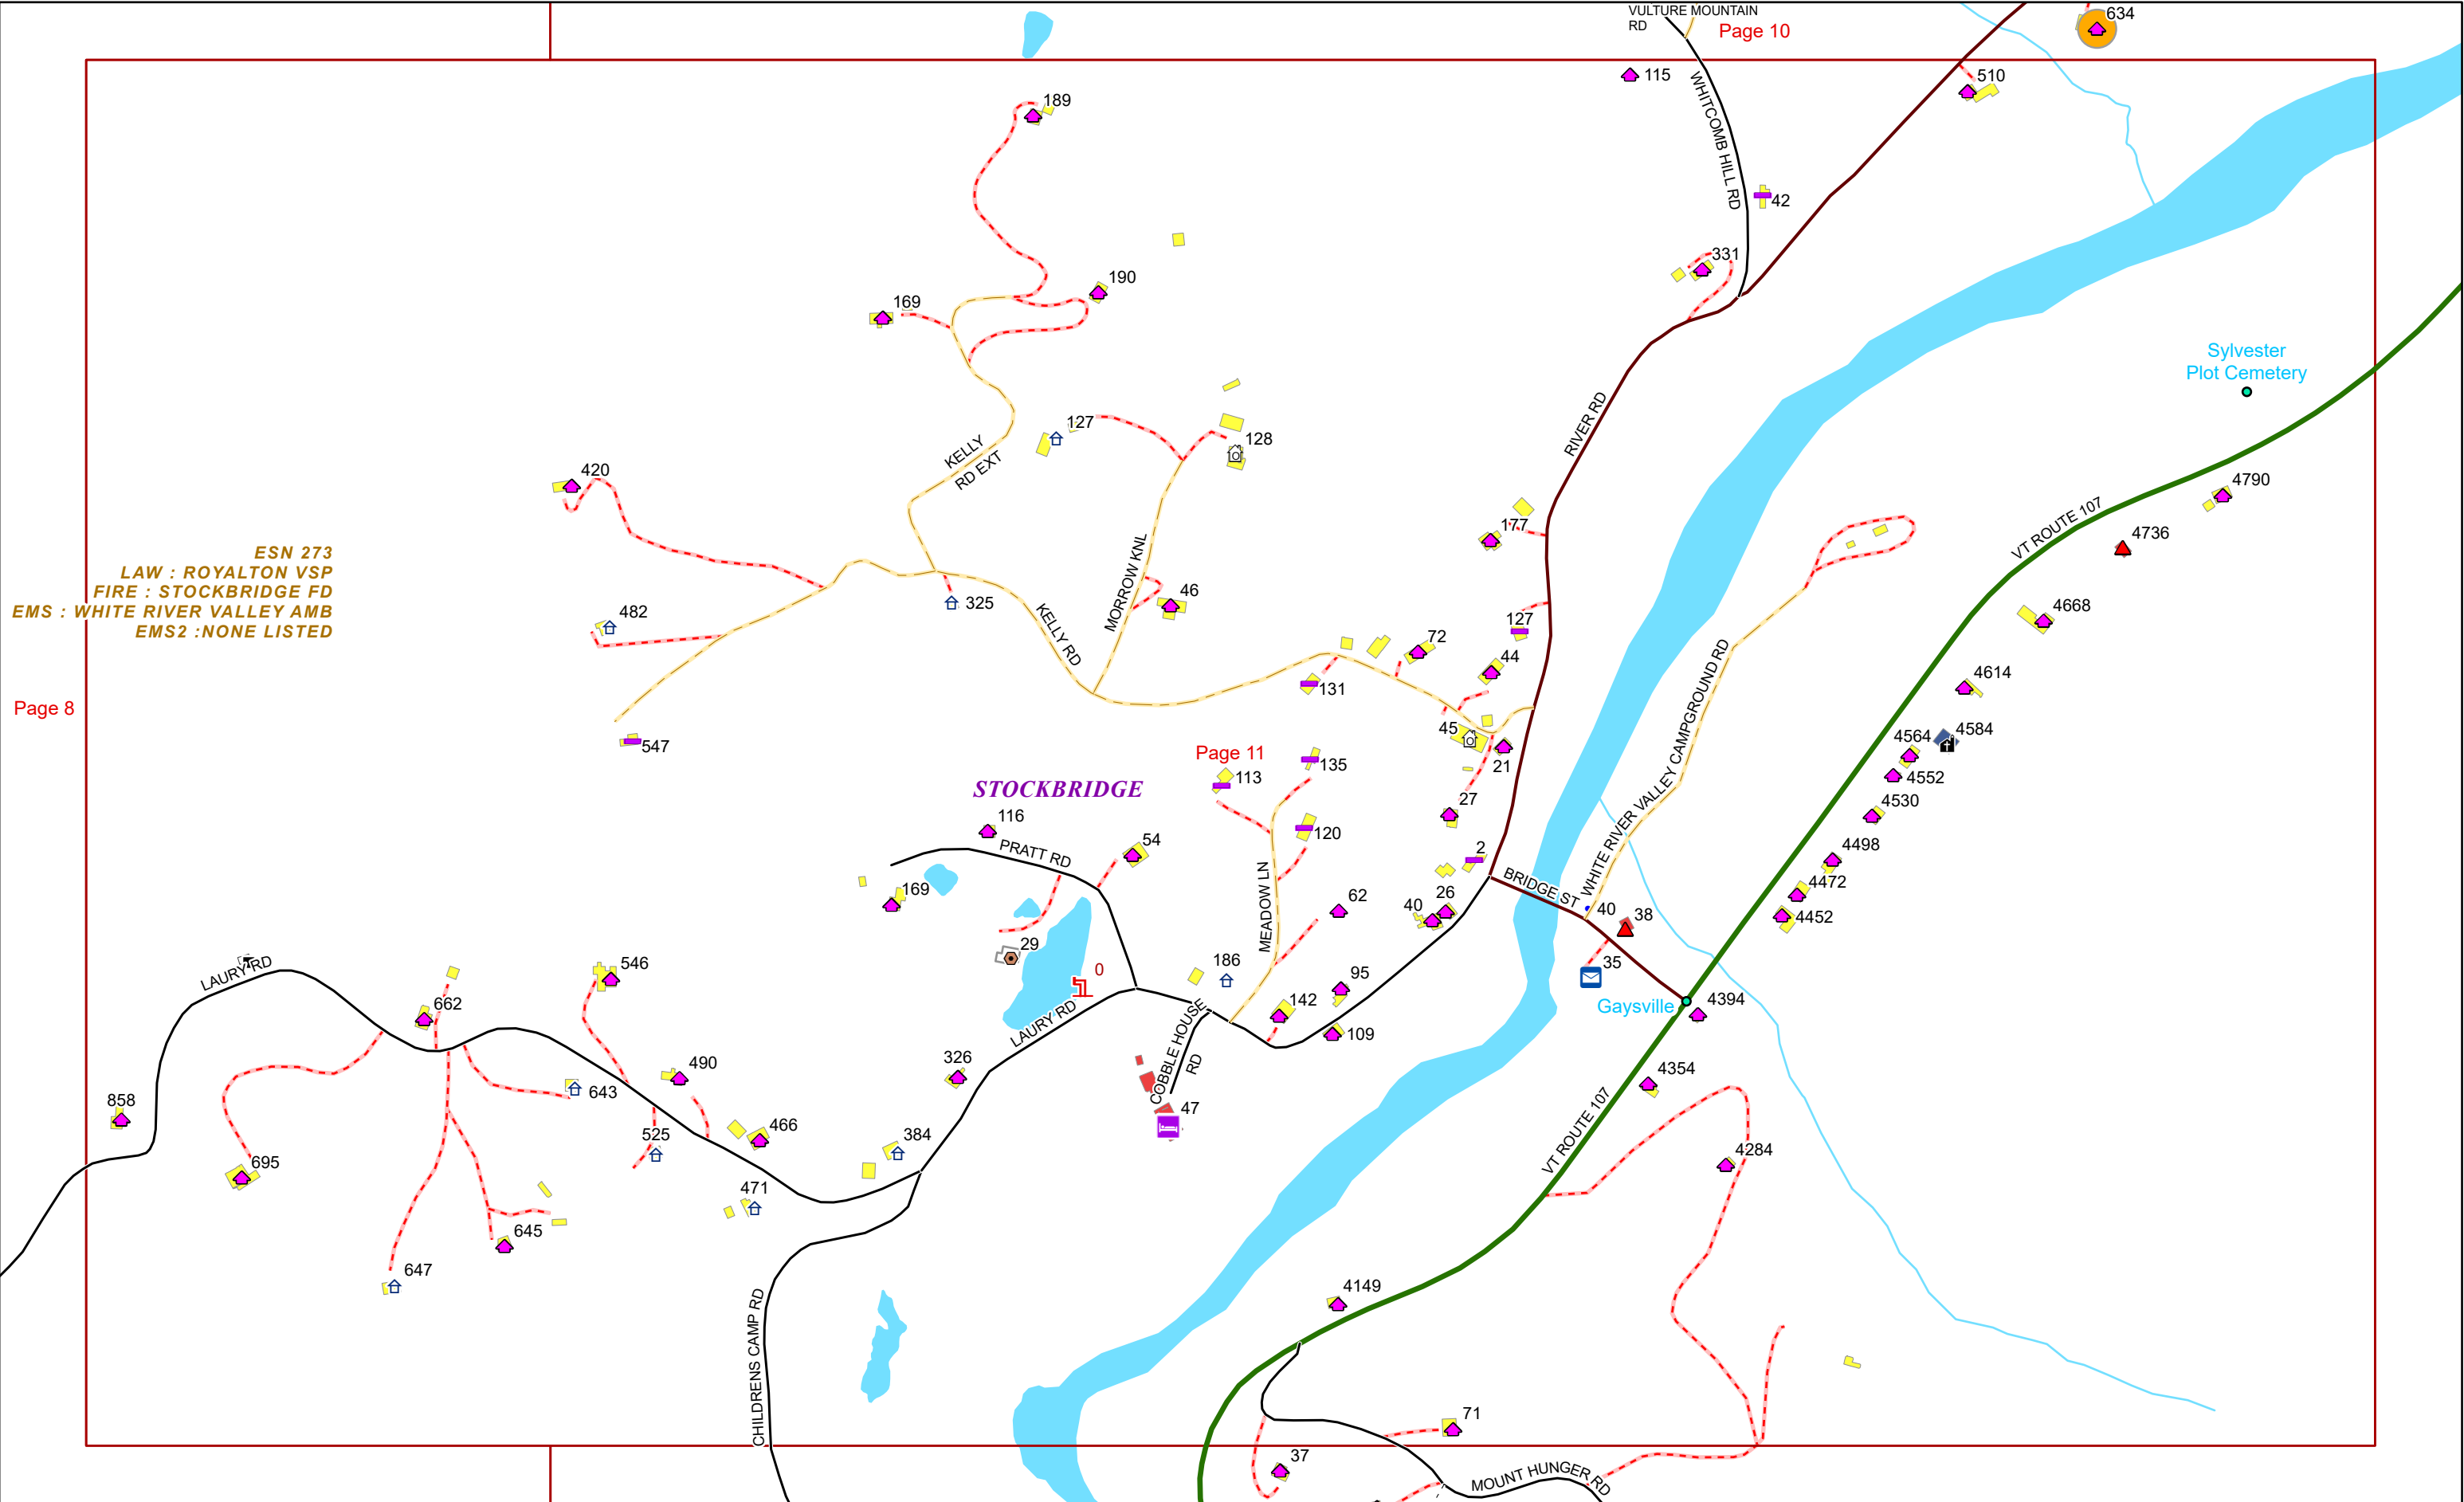 VULTURE MOUNTAIN
RD
Page 10
634
115
510
189
WHITCOMB HILL RD
42
331
190
169
Sylvester
Plot Cemetery
RIVER RD
127
128
KELLY
RD EXT
420
4790
177
VT ROUTE 107
4736
ESN 273
LAW : ROYALTON VSP
FIRE : STOCKBRIDGE FD
EMS : WHITE RIVER VALLEY AMB
EMS2 :NONE LISTED
482
325
MORROW KNL
46
KELLY RD
127
72
44
131
4668
4614
WHITE RIVER VALLEY CAMPGROUND RD
Page 8
547
45
21
4564
4584
4552
Page 11
113
135
STOCKBRIDGE
116
27
4530
PRATT RD
54
120
2
4498
169
MEADOW LN
62
40
26
BRIDGE ST
40
38
4472
4452
29
LAURY RD
546
0
186
95
35
662
LAURY RD
142
109
Gaysville
4394
COBBLE HOUSE
RD
326
490
643
4354
858
47
466
525
384
VT ROUTE 107
4284
695
471
645
647
4149
CHILDRENS CAMP RD
71
37
MOUNT HUNGER RD